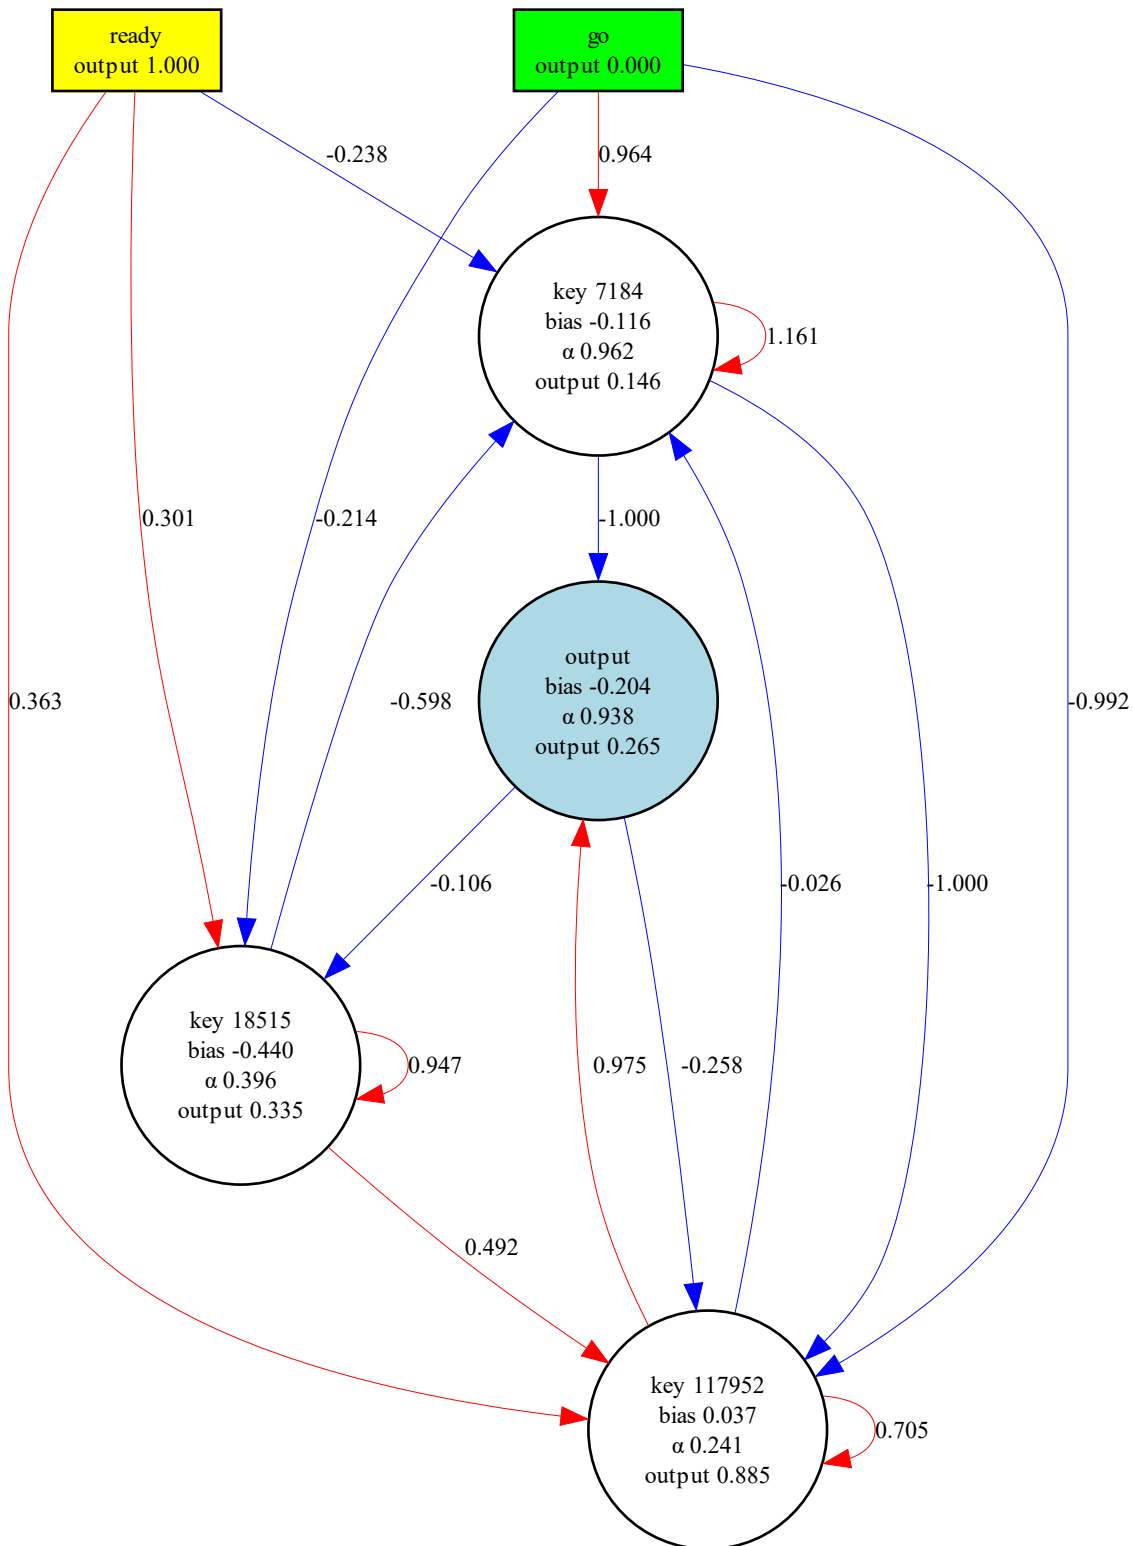 ready
output 1.000
go
output 0.000
-0.238
0.964
key 7184
bias -0.116
α 0.962
output 0.146
1.161
0.301
-0.214
-1.000
output
bias -0.204
α 0.938
output 0.265
0.363
-0.598
-0.992
-0.106
-0.026
-1.000
key 18515
bias -0.440
α 0.396
output 0.335
0.947
0.975
-0.258
0.492
key 117952
bias 0.037
α 0.241
output 0.885
0.705